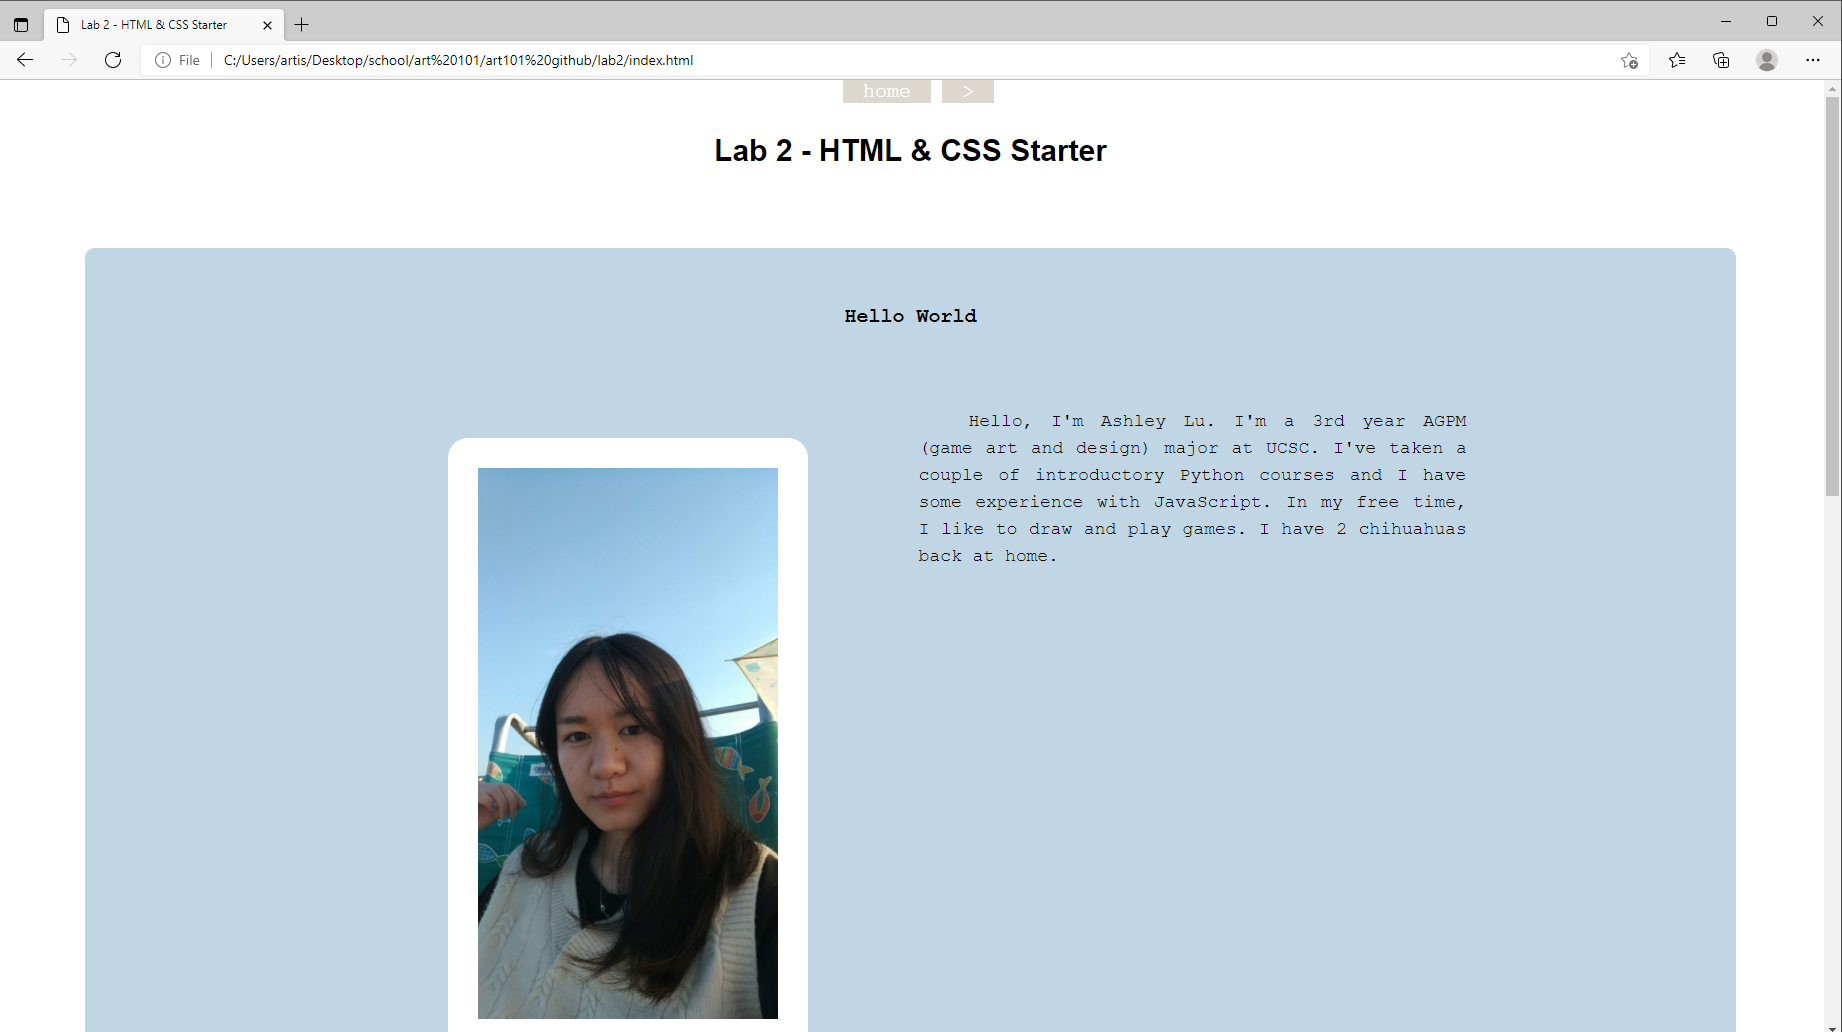 Lab 2 - HTML & CSS Starter
File
C:/Users/artis/Desktop/school/art%20101/art101%20github/lab2/index.html
home >
Lab 2 - HTML & CSS Starter
Hello World
Hello, I'm Ashley Lu. I'm a 3rd year AGPM
(game art and design) major at UCSC. I've taken a
couple of introductory Python courses and I have
some experience with JavaScript. In my free time,
I like to draw and play games. I have 2 chihuahuas
back at home.